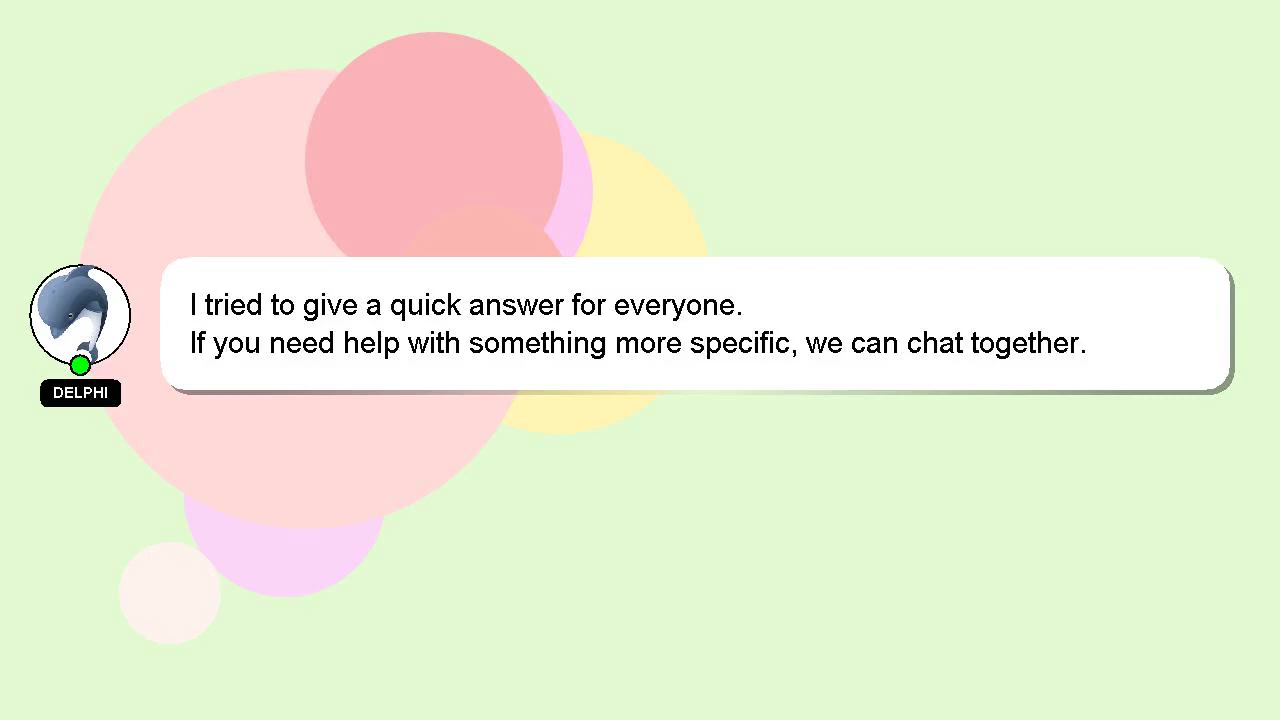 I tried to give a quick answer for everyone.
If you need help with something more specific, we can chat together.
DELPHI